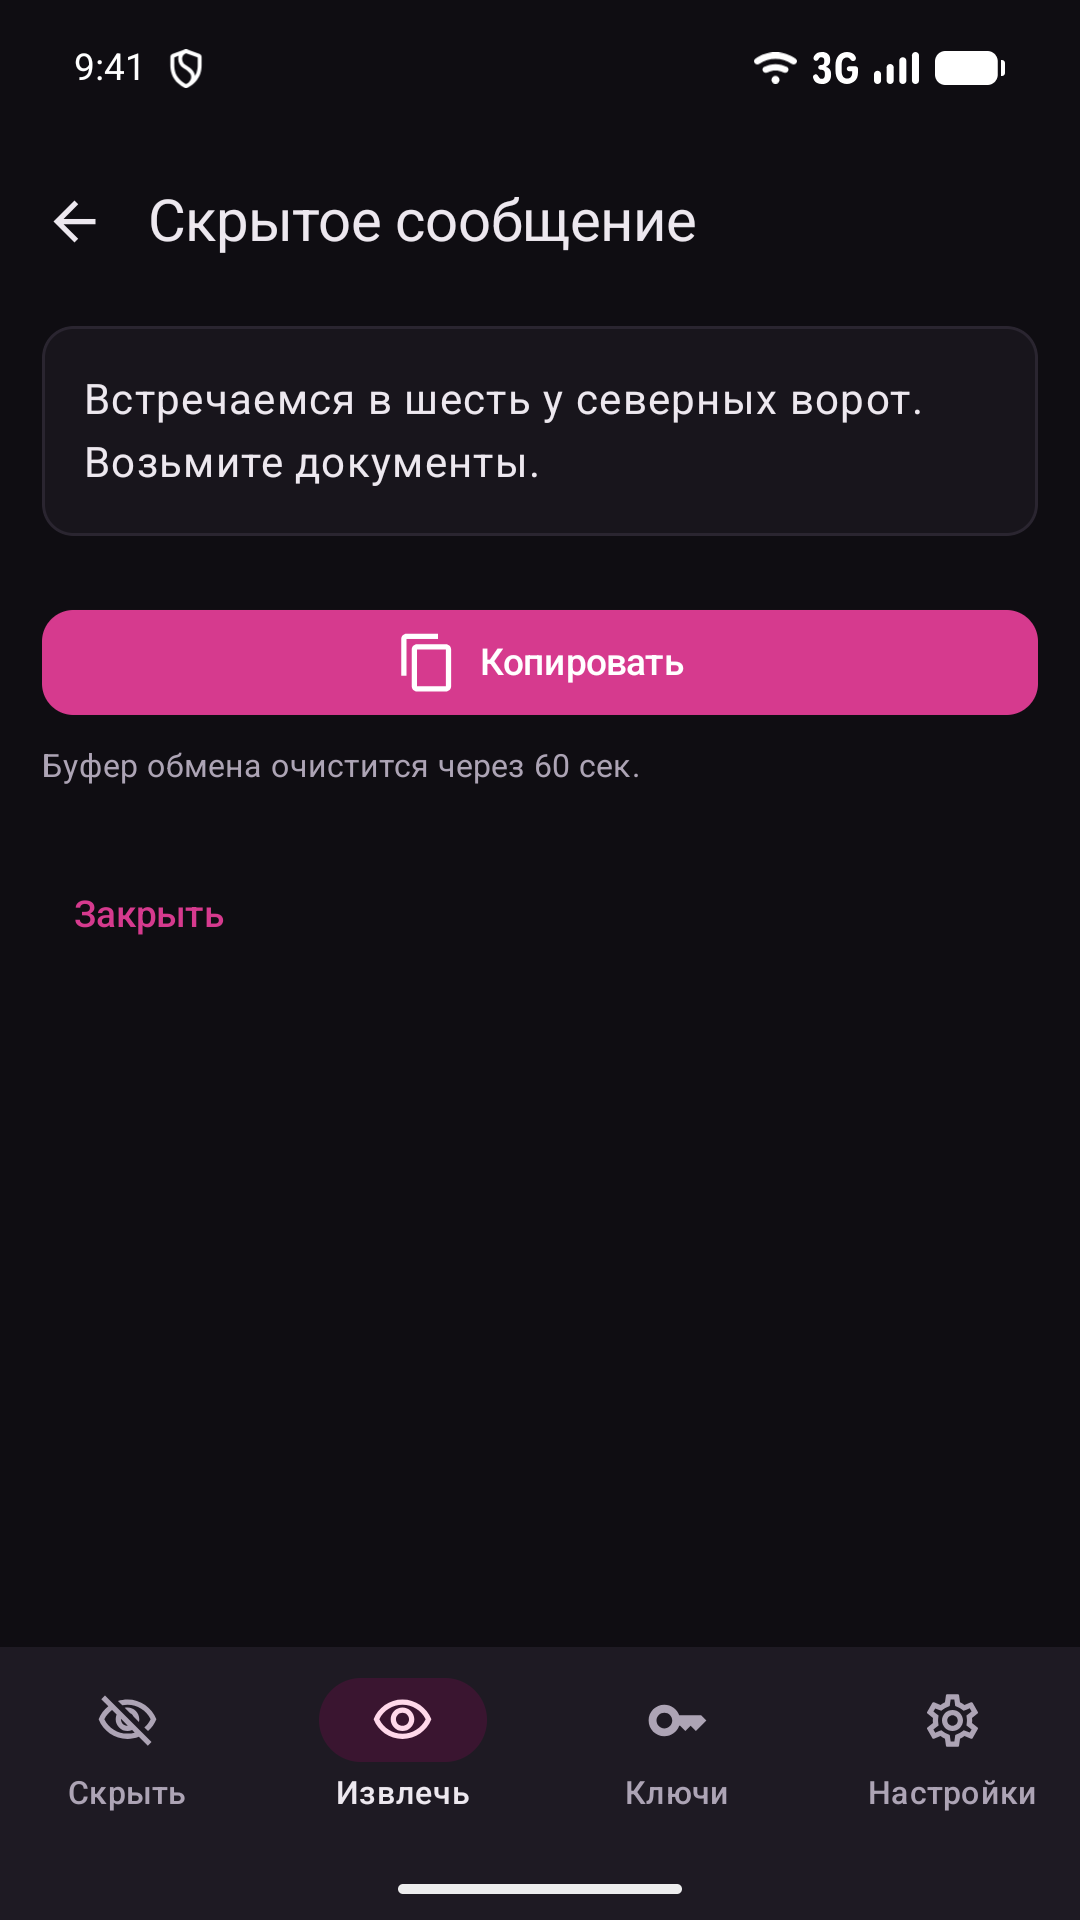 9:41 3G
Скрытое сообщение
Встречаемся в шесть у северных ворот.
Возьмите документы.
Копировать
Буфер обмена очистится через 60 сек.
Закрыть
Скрыть Извлечь Ключи Настройки